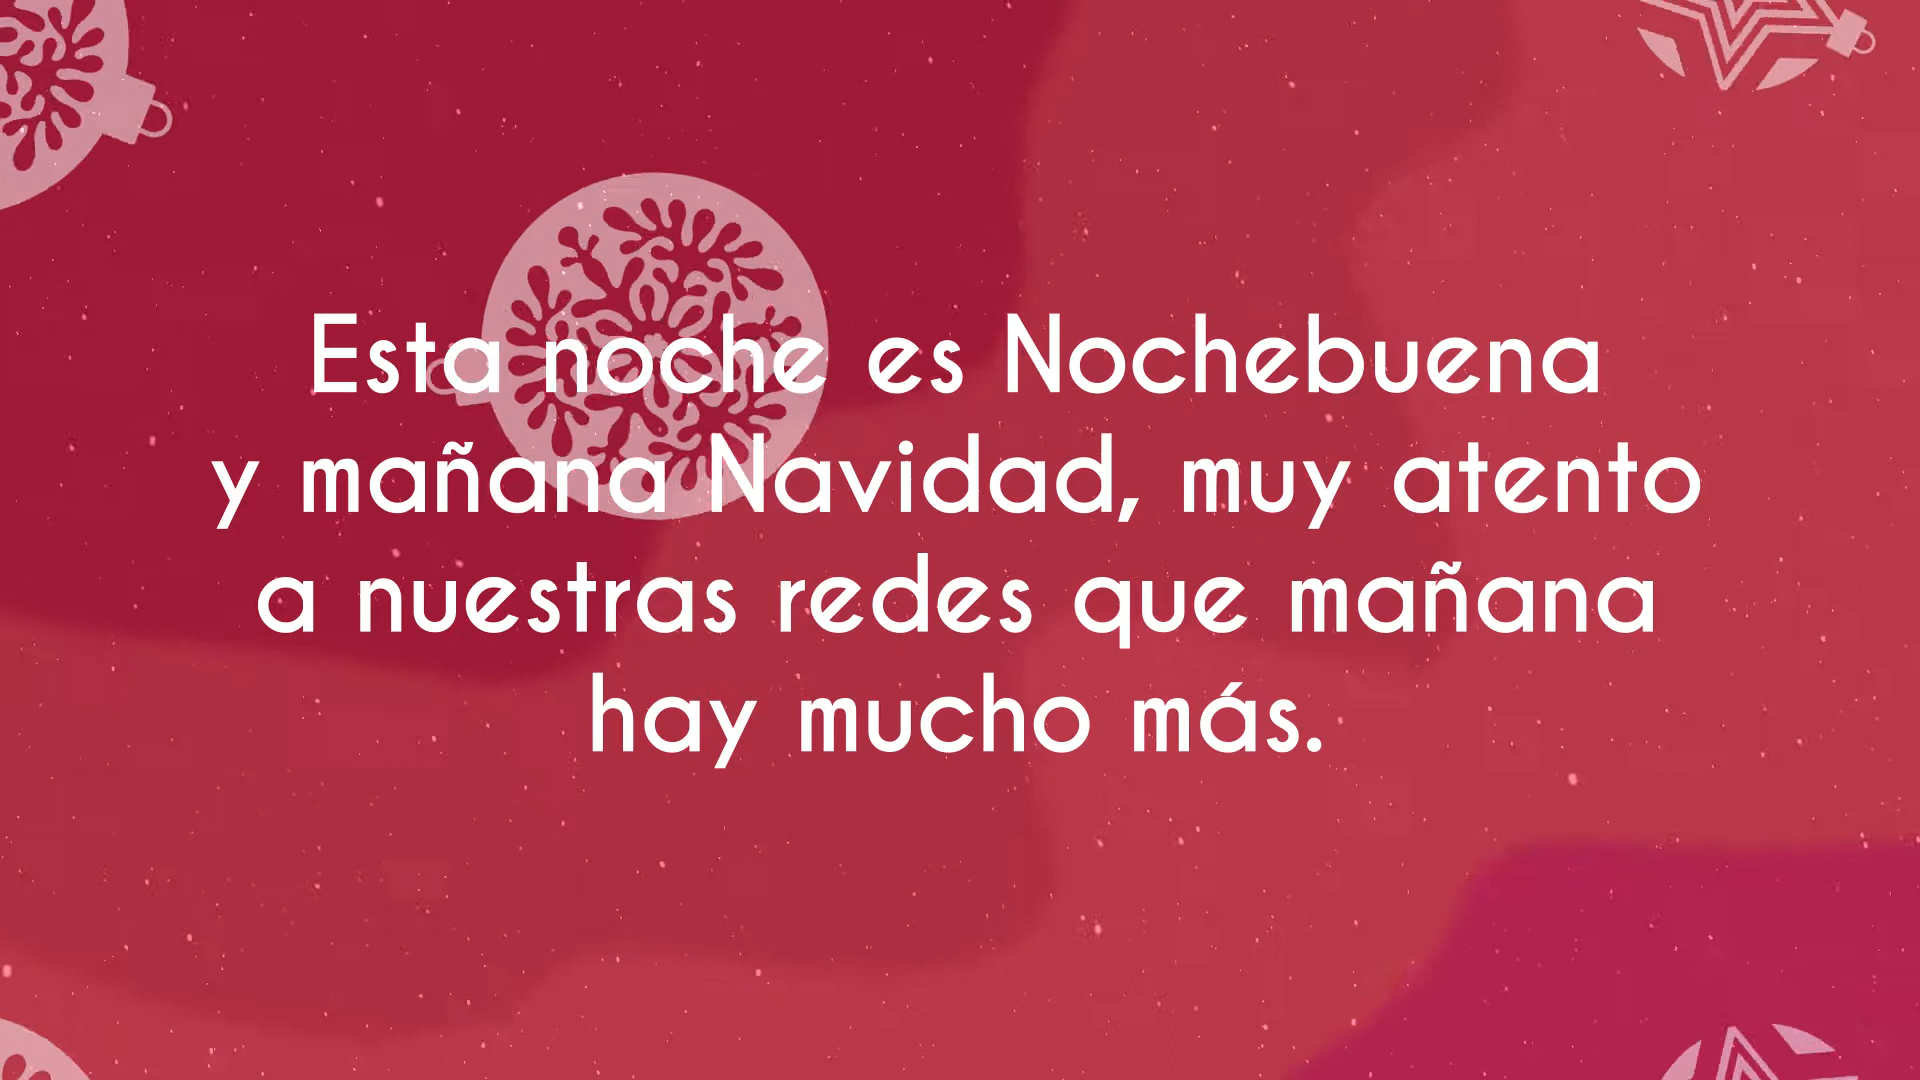 Esta noche es Nochebuena
y mañana Navidad, muy atento
a nuestras redes que mañana
hay mucho más.